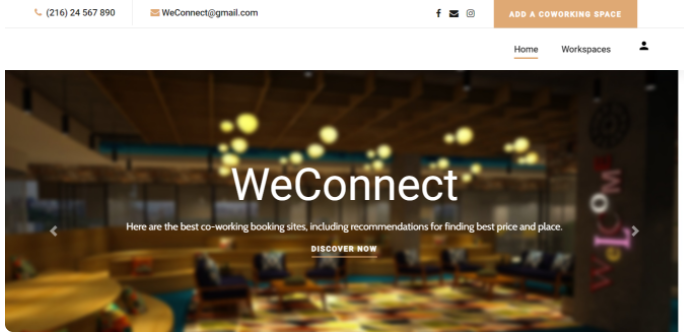 (216) 24 567 890
WeConnect@gmail.com
ADD A COWORKING SPACE
Home
Workspaces
WeConnect
Here are the best co-working booking sites, including recommendations for finding best price and place.
DISCOVER NOW
WeLCOME